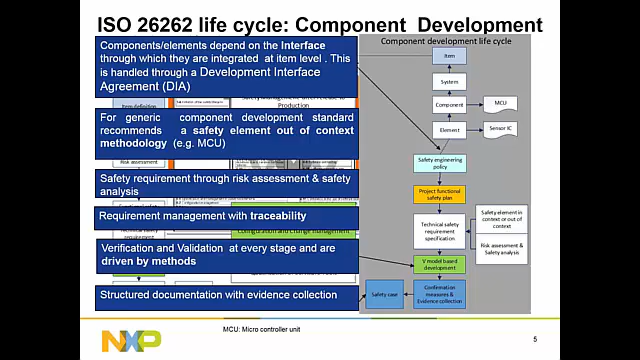 ISO 26262 life cycle: Component Development
Components/elements depend on the Interface
through which they are integrated at item level . This
is handled through a Development Interface
Agreement (DIA)
Production
Item definition
For generic component development standard
recommends a safety element out of context
methodology (e.g. MCU)
Risk assessment
Safety requirement through risk assessment & safety
analysis
Requirement management with traceability
Configuration and Change management
Verification and Validation at every stage and are
driven by methods
Structured documentation with evidence collection
Component development life cycle
Item
System
Component
MCU
Element
Sensor IC
Safety engineering
policy
Project functional
safety plan
Technical safety
requirement
specification
Safety element in
context or out of
context?
Risk assessment &
Safety analysis
V model based
development
Safety case
Confirmation
measures &
Evidence collection
MCU: Micro controller unit
NXP
5